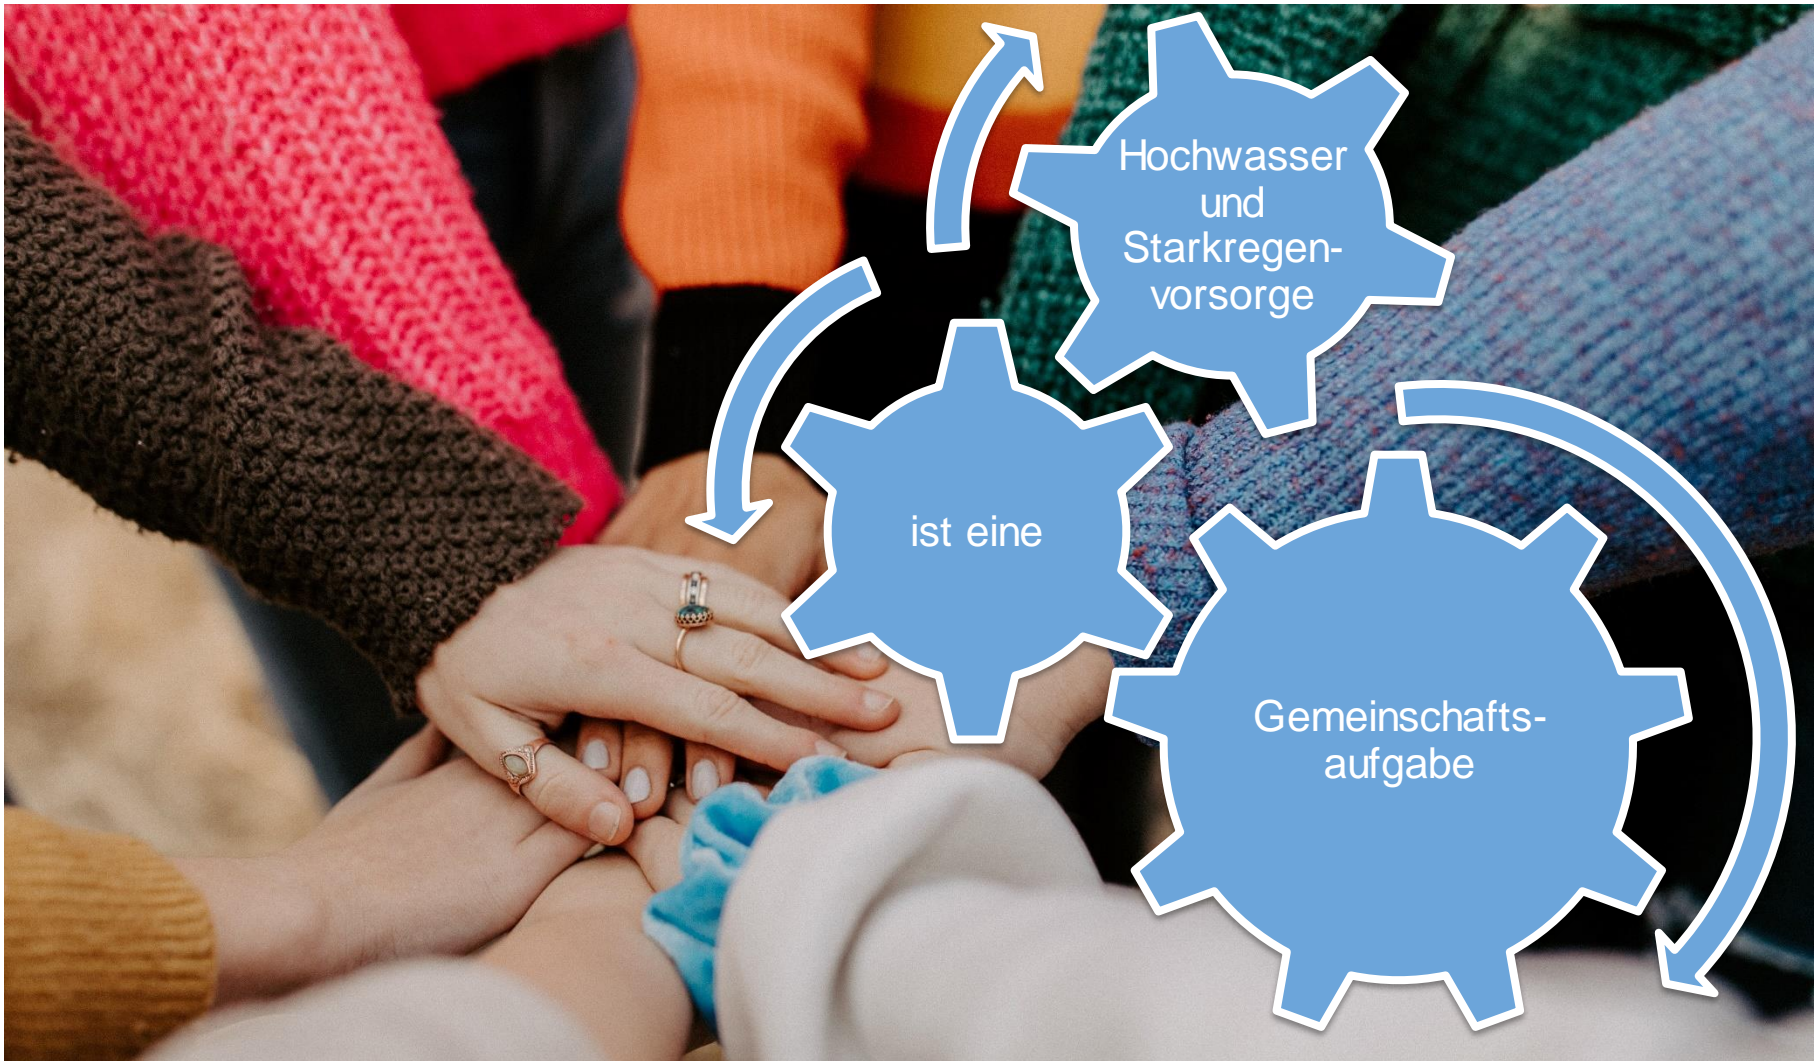 Hochwasser
und
Starkregen-
vorsorge
ist eine
Gemeinschafts-
aufgabe